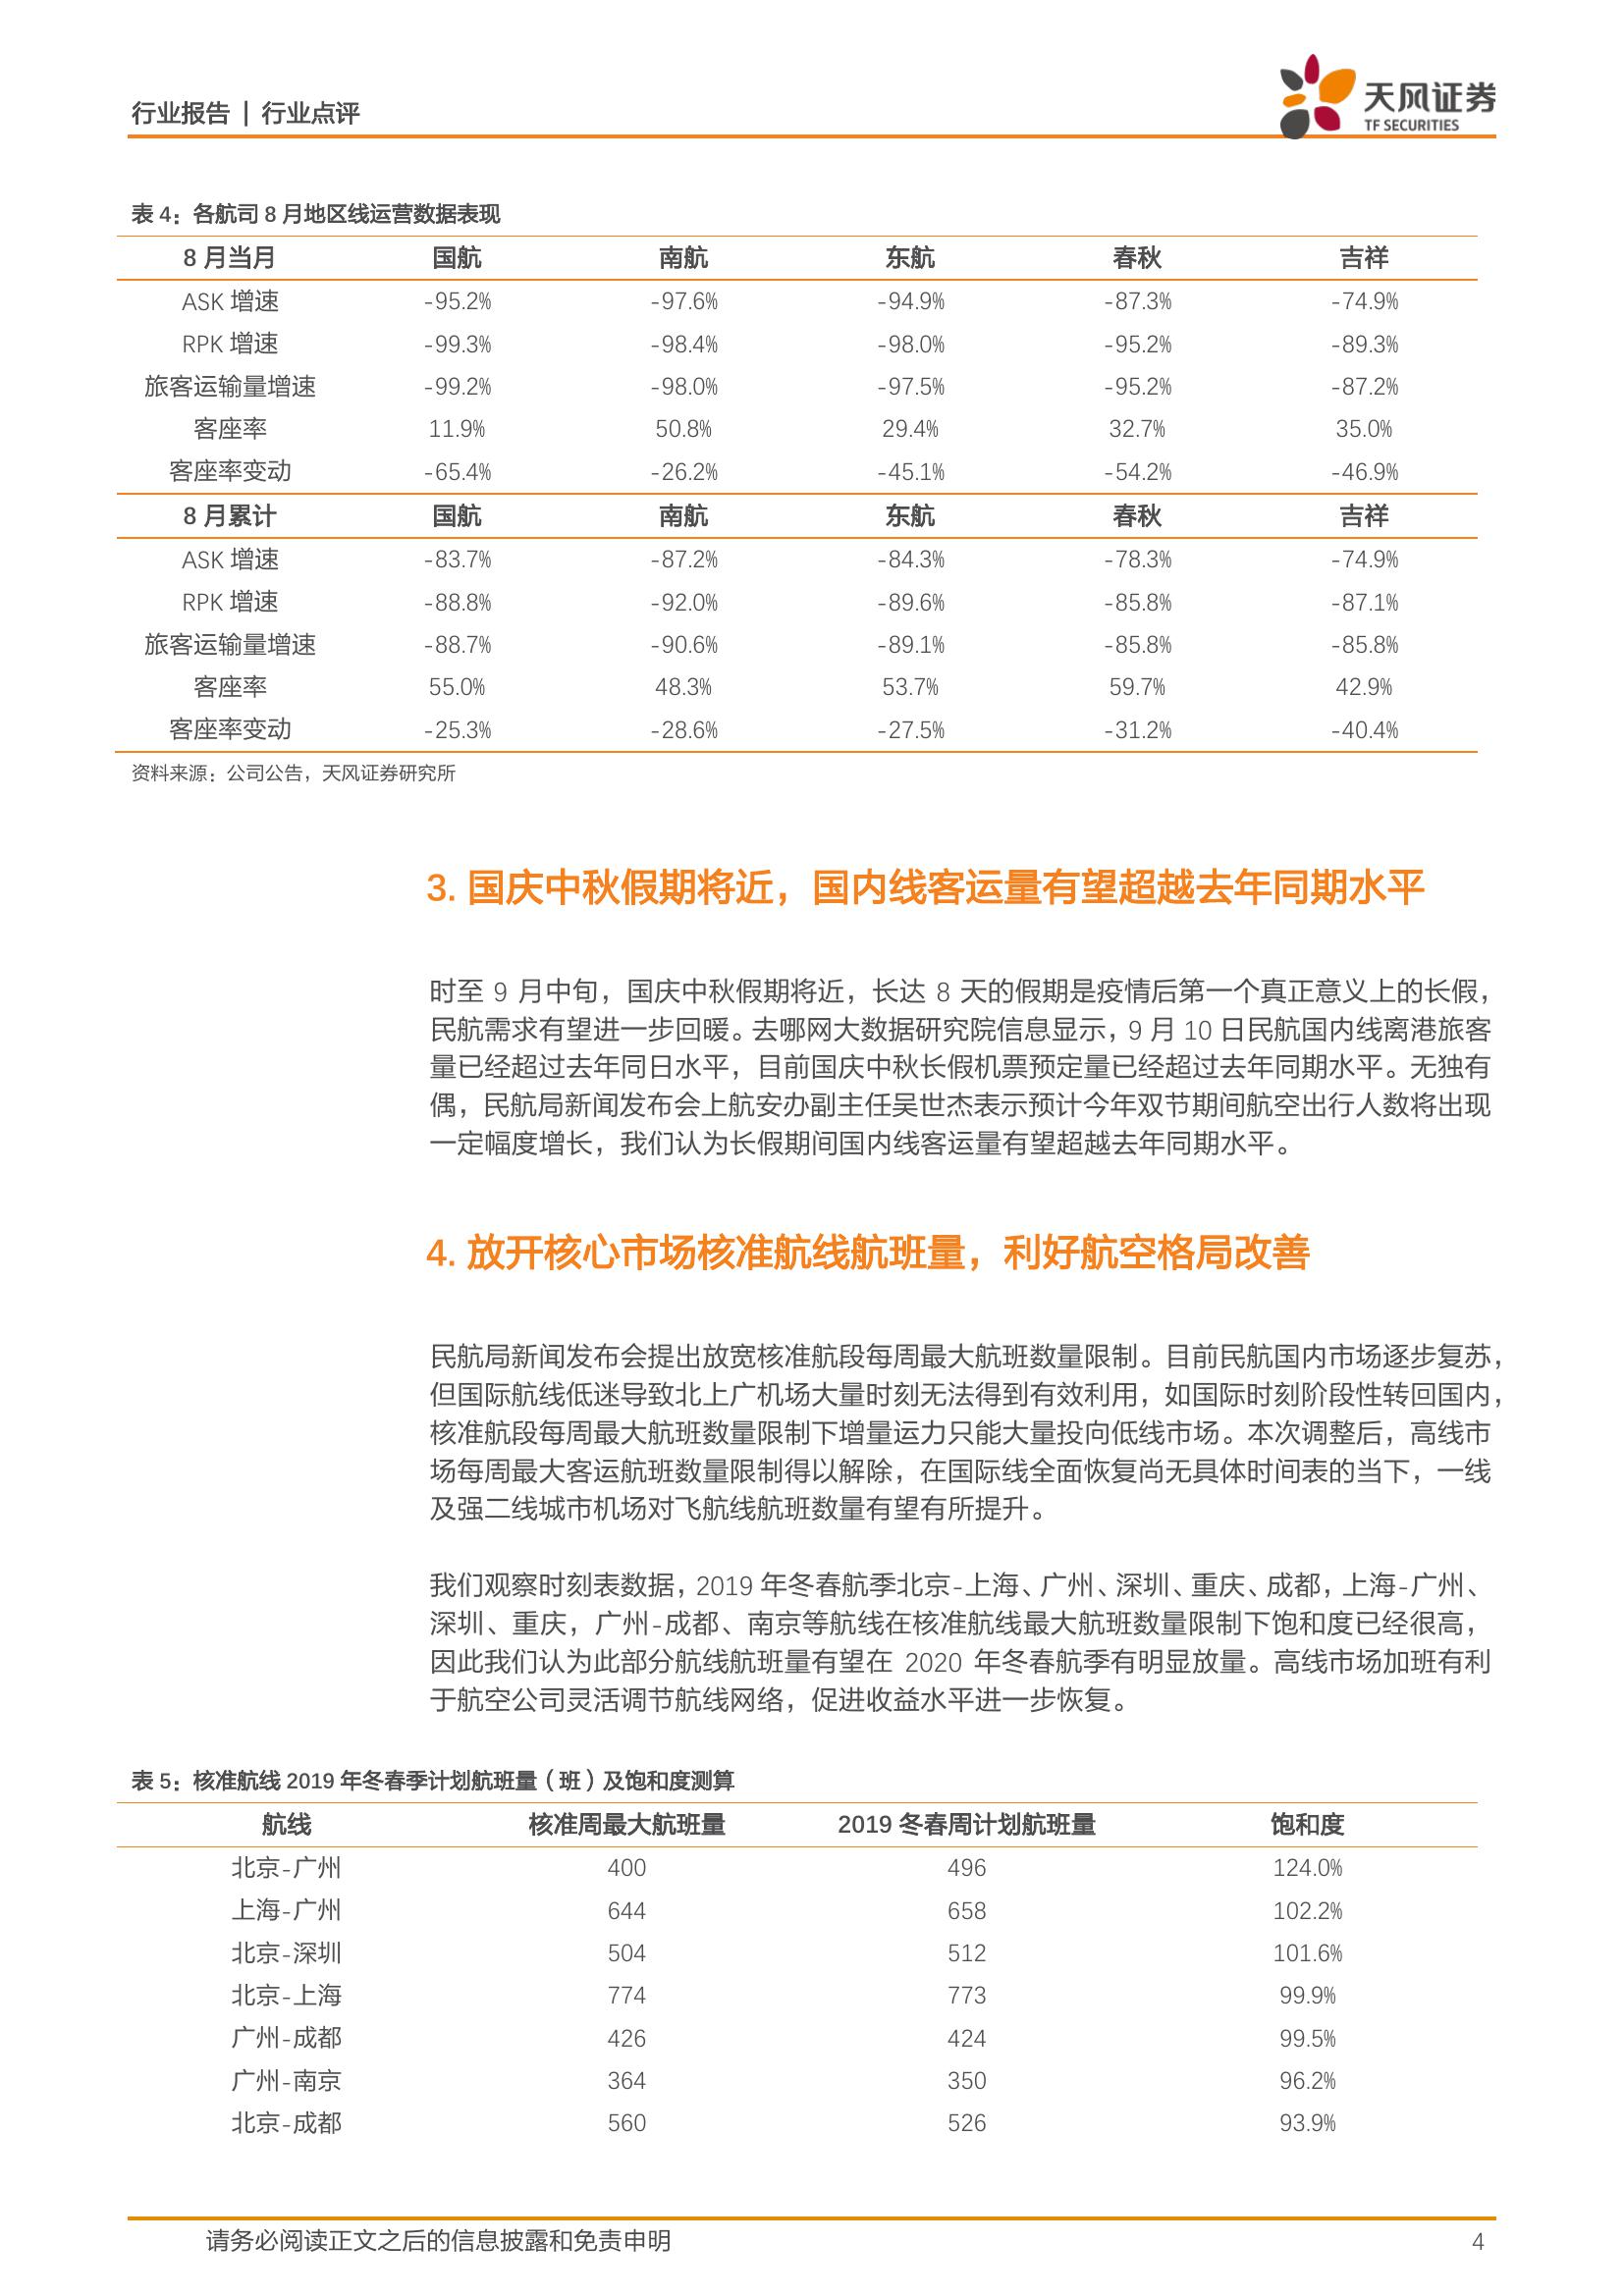 行业报告 | 行业点评
天风证券
TF SECURITIES
表 4：各航司 8 月地区线运营数据表现
8 月当月 国航 南航 东航 春秋 吉祥
ASK 增速 -95.2% -97.6% -94.9% -87.3% -74.9%
RPK 增速 -99.3% -98.4% -98.0% -95.2% -89.3%
旅客运输量增速 -99.2% -98.0% -97.5% -95.2% -87.2%
客座率 11.9% 50.8% 29.4% 32.7% 35.0%
客座率变动 -65.4% -26.2% -45.1% -54.2% -46.9%
8 月累计 国航 南航 东航 春秋 吉祥
ASK 增速 -83.7% -87.2% -84.3% -78.3% -74.9%
RPK 增速 -88.8% -92.0% -89.6% -85.8% -87.1%
旅客运输量增速 -88.7% -90.6% -89.1% -85.8% -85.8%
客座率 55.0% 48.3% 53.7% 59.7% 42.9%
客座率变动 -25.3% -28.6% -27.5% -31.2% -40.4%
资料来源：公司公告，天风证券研究所
3. 国庆中秋假期将近，国内线客运量有望超越去年同期水平
时至 9 月中旬，国庆中秋假期将近，长达 8 天的假期是疫情后第一个真正意义上的长假，
民航需求有望进一步回暖。去哪网大数据研究院信息显示，9 月 10 日民航国内线离港旅客
量已经超过去年同日水平，目前国庆中秋长假机票预定量已经超过去年同期水平。无独有
偶，民航局新闻发布会上航安办副主任吴世杰表示预计今年双节期间航空出行人数将出现
一定幅度增长，我们认为长假期间国内线客运量有望超越去年同期水平。
4. 放开核心市场核准航线航班量，利好航空格局改善
民航局新闻发布会提出放宽核准航段每周最大航班数量限制。目前民航国内市场逐步复苏，
但国际航线低迷导致北上广机场大量时刻无法得到有效利用，如国际时刻阶段性转回国内，
核准航段每周最大航班数量限制下增量运力只能大量投向低线市场。本次调整后，高线市
场每周最大客运航班数量限制得以解除，在国际线全面恢复尚无具体时间表的当下，一线
及强二线城市机场对飞航线航班数量有望有所提升。
我们观察时刻表数据，2019 年冬春航季北京-上海、广州、深圳、重庆、成都，上海-广州、
深圳、重庆，广州-成都、南京等航线在核准航线最大航班数量限制下饱和度已经很高，
因此我们认为此部分航线航班量有望在 2020 年冬春航季有明显放量。高线市场加班有利
于航空公司灵活调节航线网络，促进收益水平进一步恢复。
表 5：核准航线 2019 年冬春季计划航班量（班）及饱和度测算
航线 核准周最大航班量 2019 冬春周计划航班量 饱和度
北京-广州 400 496 124.0%
上海-广州 644 658 102.2%
北京-深圳 504 512 101.6%
北京-上海 774 773 99.9%
广州-成都 426 424 99.5%
广州-南京 364 350 96.2%
北京-成都 560 526 93.9%
请务必阅读正文之后的信息披露和免责申明 4